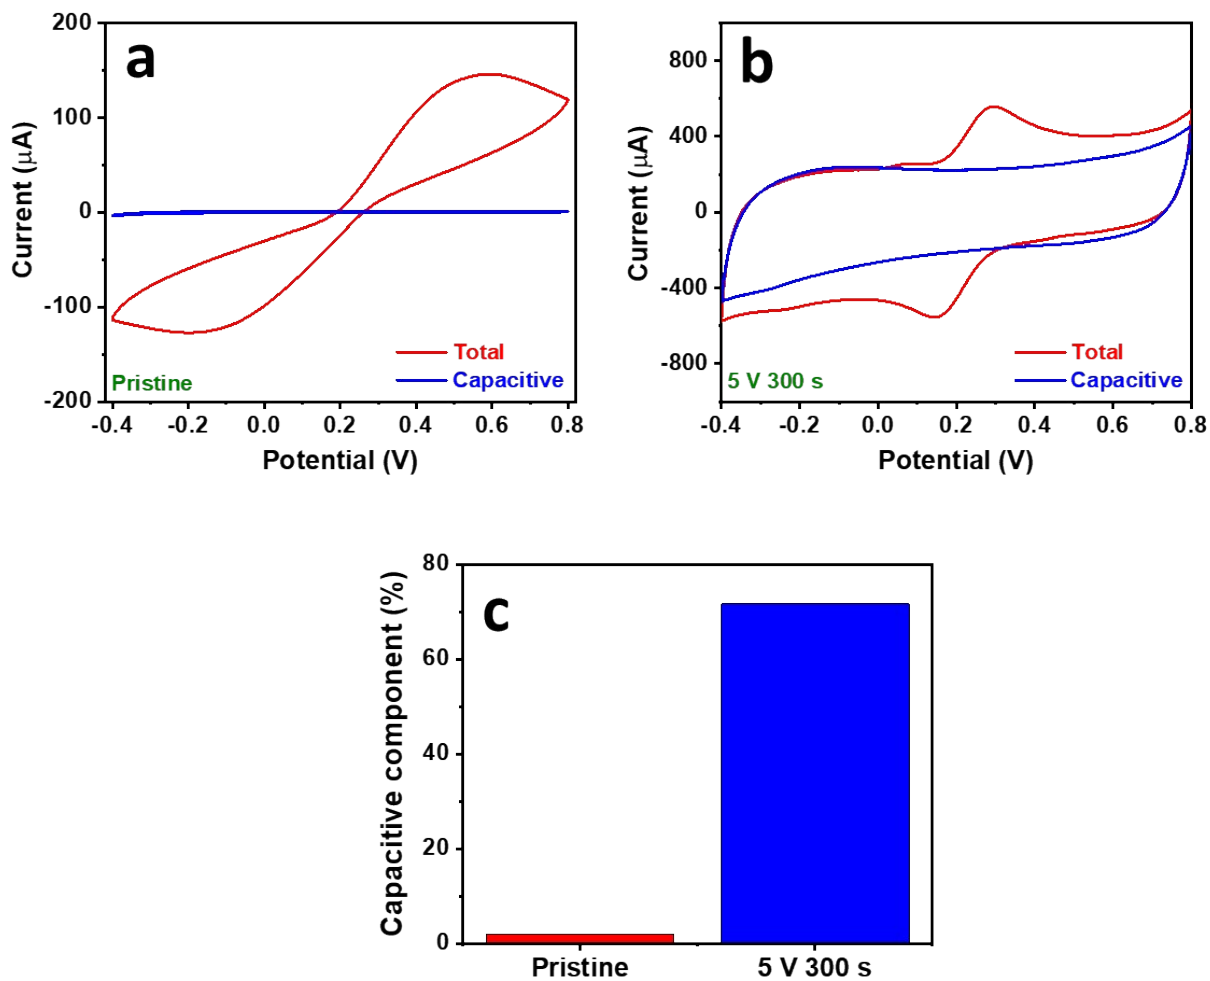 a
200
100
0
-100
-200
Current (μA)
Total
Capacitive
Pristine
-0.4 -0.2 0.0 0.2 0.4 0.6 0.8
Potential (V)
b
800
400
0
-400
-800
Current (μA)
Total
Capacitive
5 V 300 s
-0.4 -0.2 0.0 0.2 0.4 0.6 0.8
Potential (V)
c
80
60
40
20
0
Capacitive component (%)
Pristine 5 V 300 s